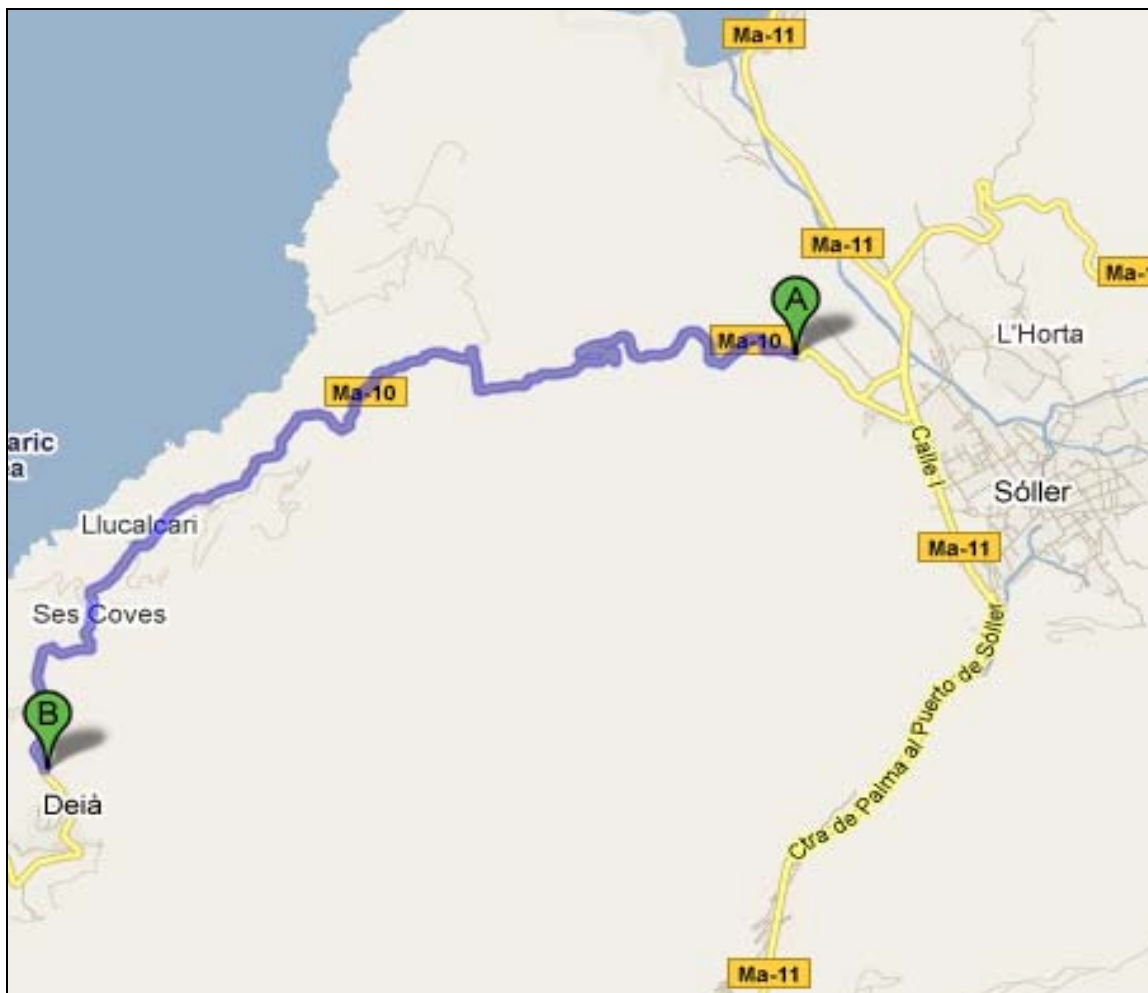 Ma-11
Ma-11
Ma-1
A
Ma-10
L'Horta
Ma-10
aric
a
Calle I
Sóller
Llucalcari
Ma-11
Ses Coves
Ctra de Palma al Puerto de Sóller
B
Deià
Ma-11